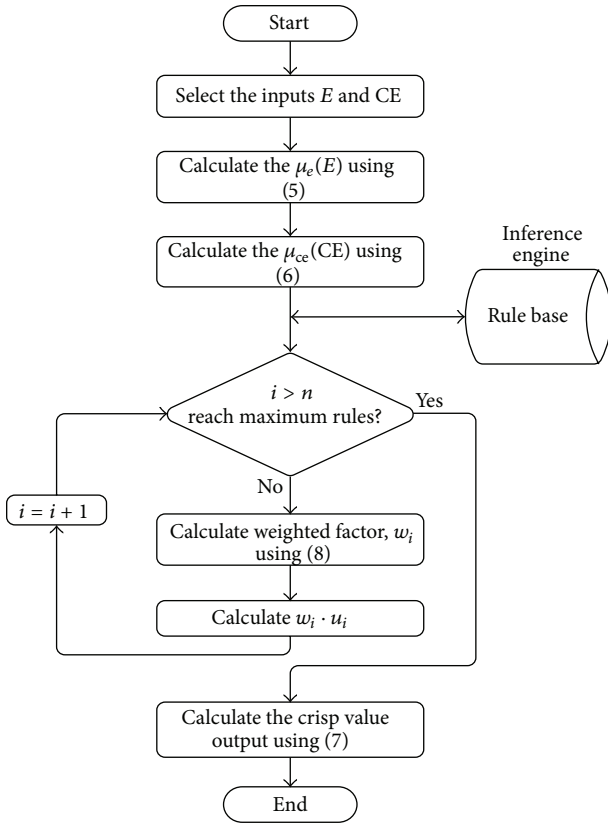 Start
Select the inputs E and CE
Calculate the μₑ(E) using
(5)
Calculate the μ_ce(CE) using
(6)
Inference
engine
Rule base
i > n
reach maximum rules?
Yes
No
i = i + 1
Calculate weighted factor, wᵢ
using (8)
Calculate wᵢ · uᵢ
Calculate the crisp value
output using (7)
End